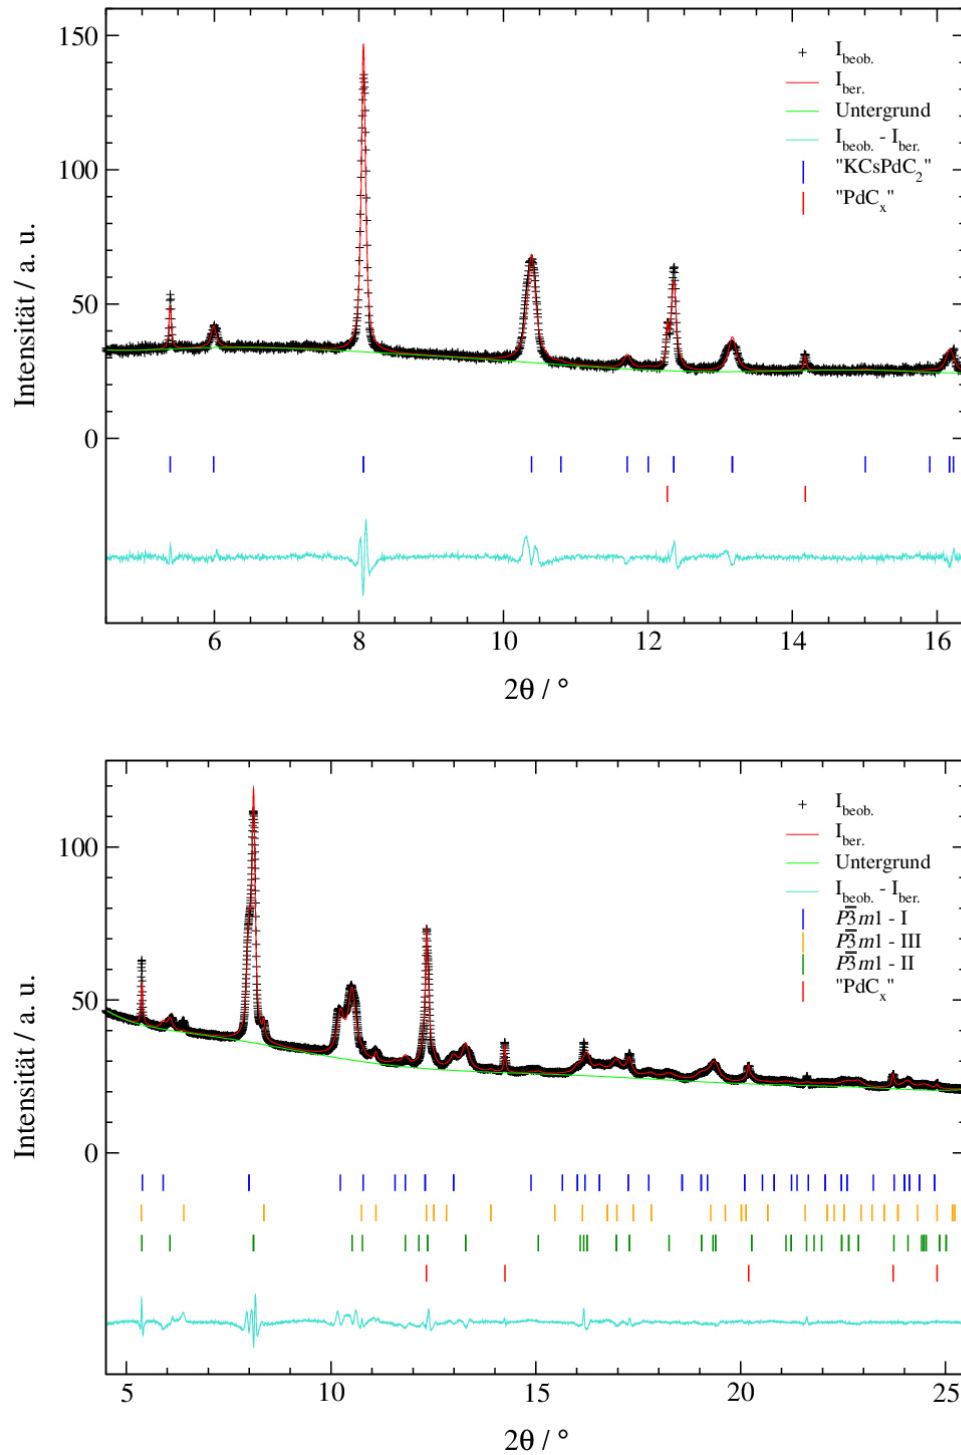 150
100
50
0
Intensität / a. u.
I_beob.
I_ber.
Untergrund
I_beob. - I_ber.
"KCsPdC_2"
"PdC_x"
6 8 10 12 14 16
2θ / °
100
50
0
Intensität / a. u.
I_beob.
I_ber.
Untergrund
I_beob. - I_ber.
P3̅m1 - I
P3̅m1 - III
P3̅m1 - II
"PdC_x"
5 10 15 20 25
2θ / °